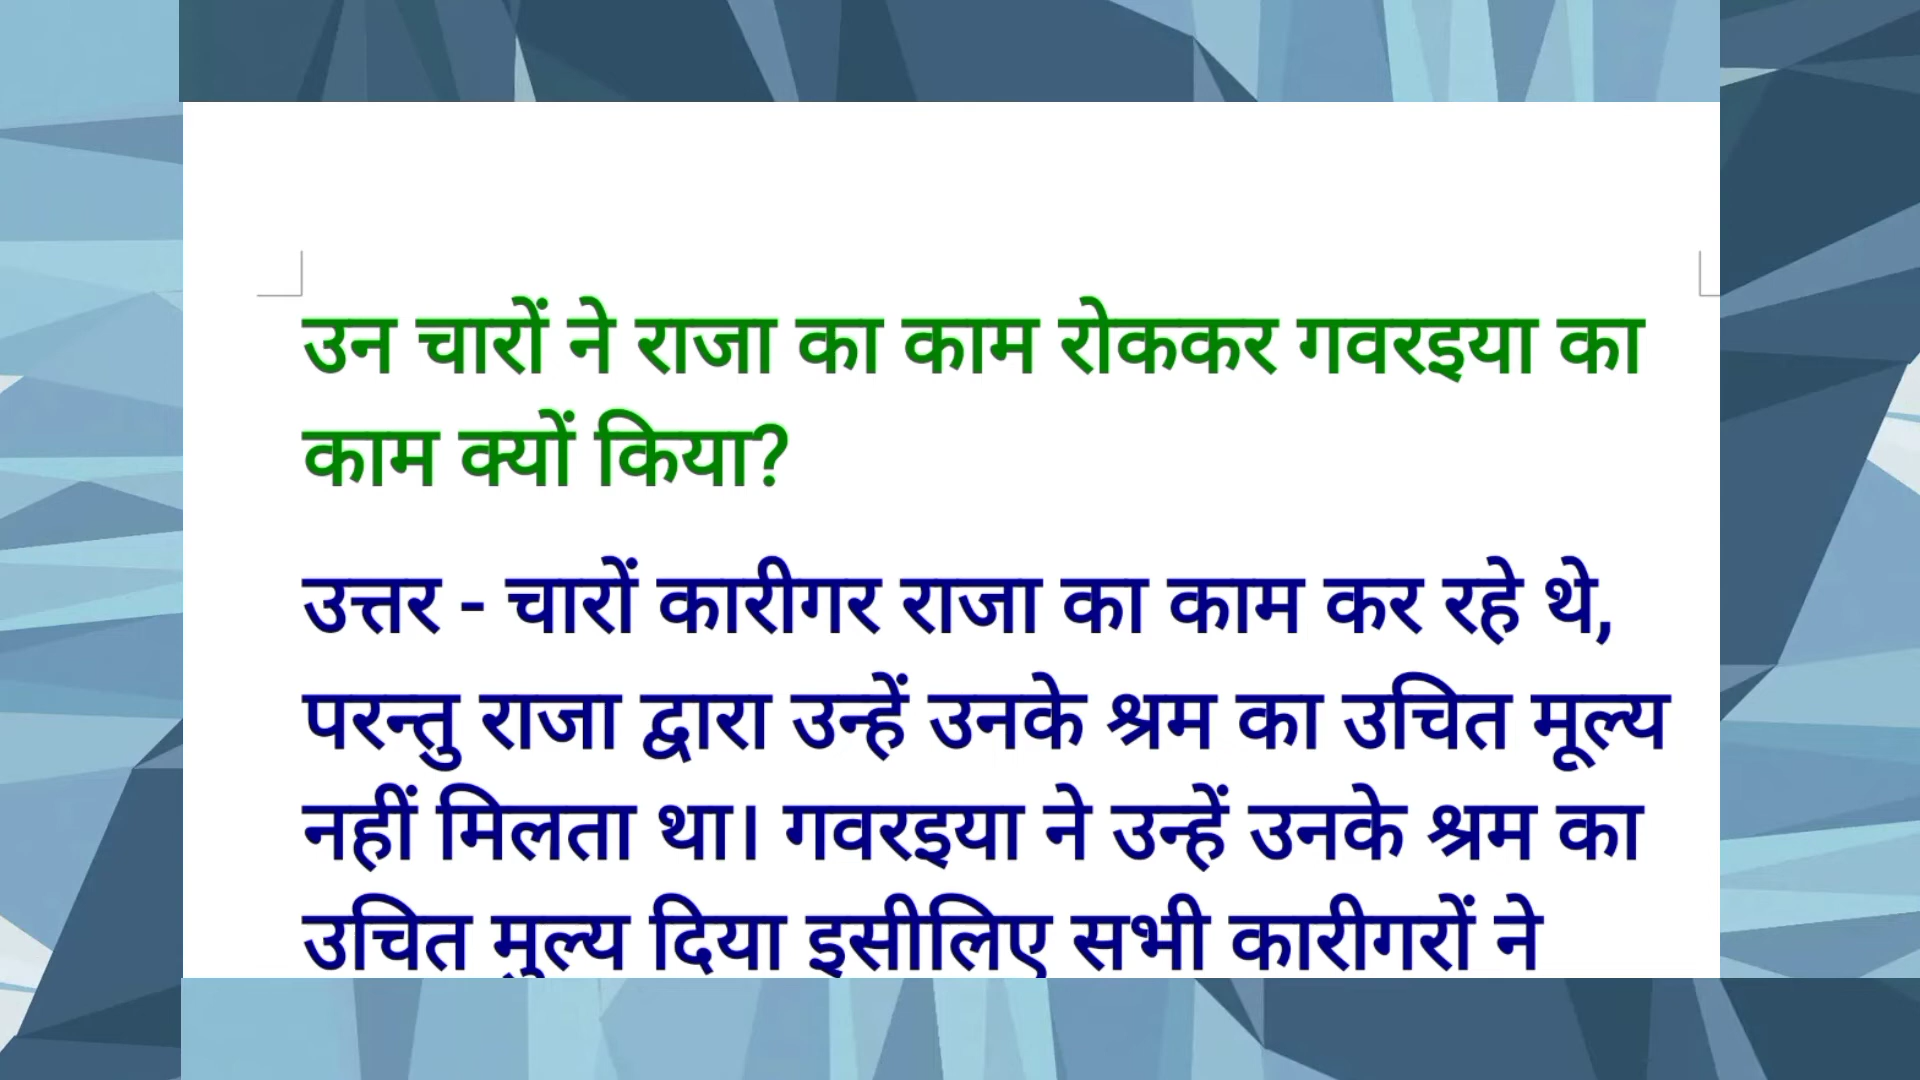 उन चारों ने राजा का काम रोककर गवरइया का
काम क्यों किया?
उत्तर - चारों कारीगर राजा का काम कर रहे थे,
परन्तु राजा द्वारा उन्हें उनके श्रम का उचित मूल्य
नहीं मिलता था। गवरइया ने उन्हें उनके श्रम का
उचित मूल्य दिया इसीलिए सभी कारीगरों ने